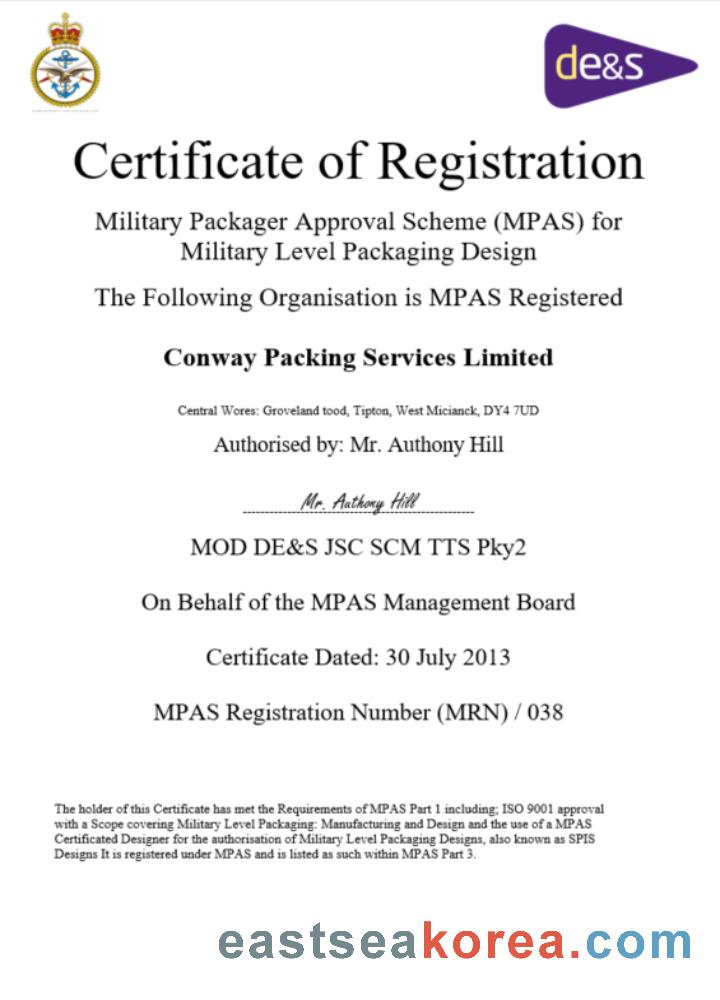 de&s
Certificate of Registration
Military Packager Approval Scheme (MPAS) for
Military Level Packaging Design
The Following Organisation is MPAS Registered
Conway Packing Services Limited
Central Wores: Groveland tood, Tipton, West Micianck, DY4 7UD
Authorised by: Mr. Authony Hill
Mr. Authony Hill
MOD DE&S JSC SCM TTS Pky2
On Behalf of the MPAS Management Board
Certificate Dated: 30 July 2013
MPAS Registration Number (MRN) / 038
The holder of this Certificate has met the Requirements of MPAS Part 1 including; ISO 9001 approval
with a Scope covering Military Level Packaging: Manufacturing and Design and the use of a MPAS
Certificated Designer for the authorisation of Military Level Packaging Designs, also known as SPIS
Designs It is registered under MPAS and is listed as such within MPAS Part 3.
eastseakorea.com